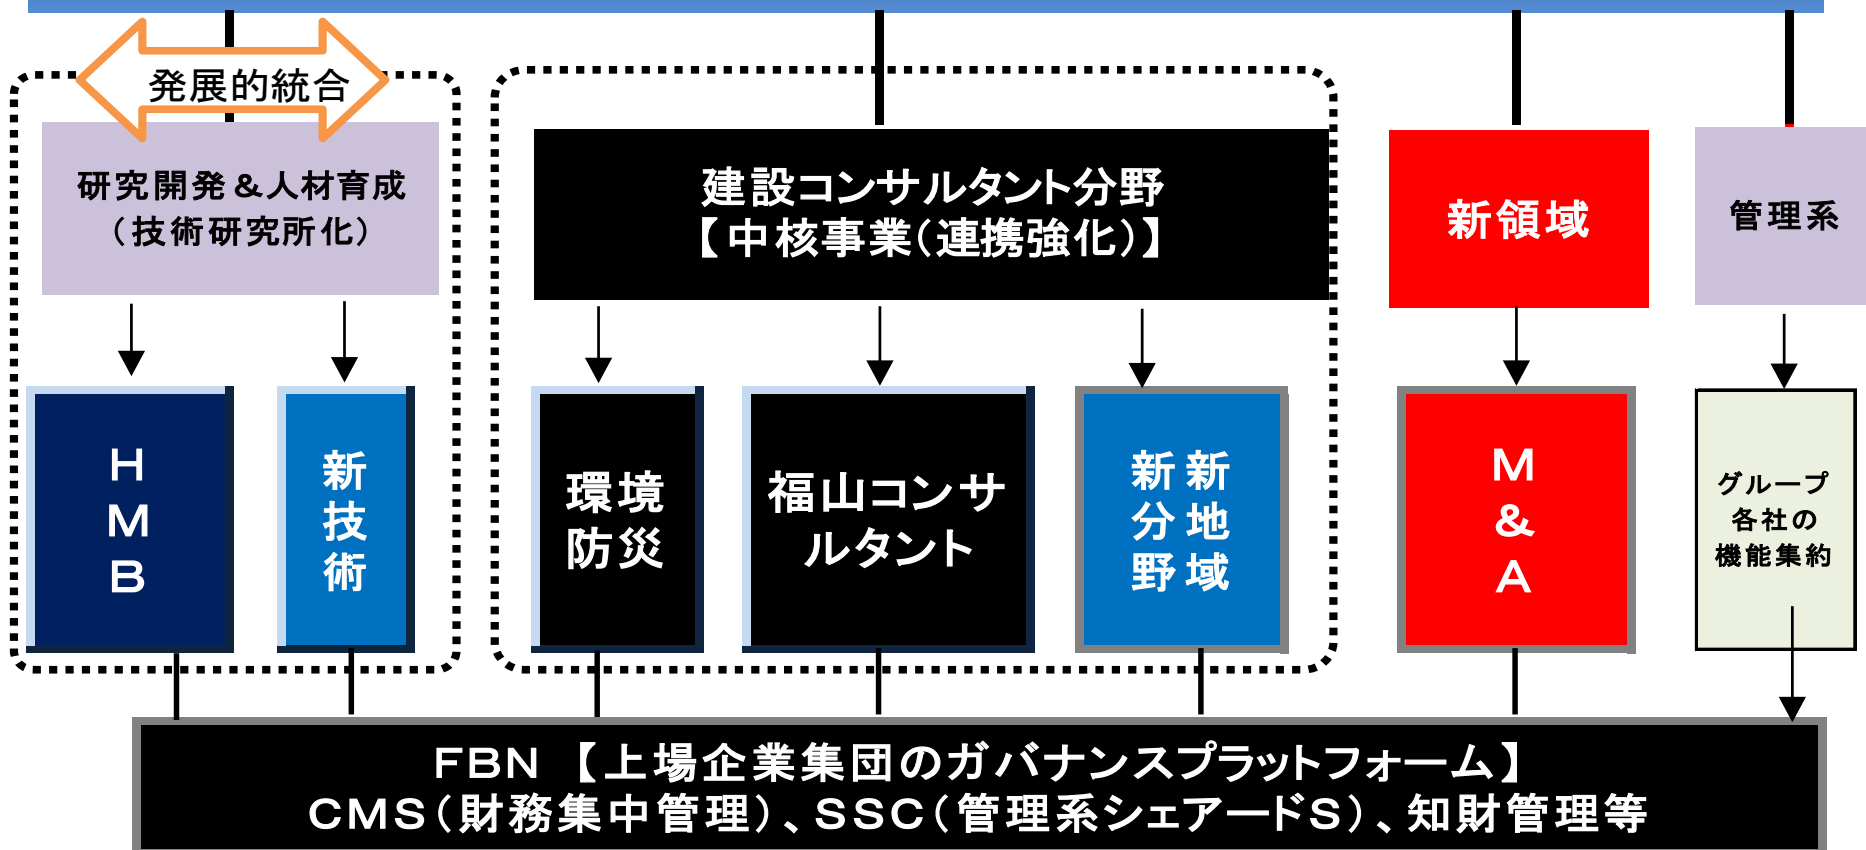 発展的統合
研究開発＆人材育成
（技術研究所化）
建設コンサルタント分野
【中核事業（連携強化）】
新領域
管理系
HMB
新技術
環境
防災
福山コンサ
ルタント
新分野
新地域
M&A
グループ
各社の
機能集約
FBN 【上場企業集団のガバナンスプラットフォーム】
CMS（財務集中管理）、SSC（管理系シェアードS）、知財管理等